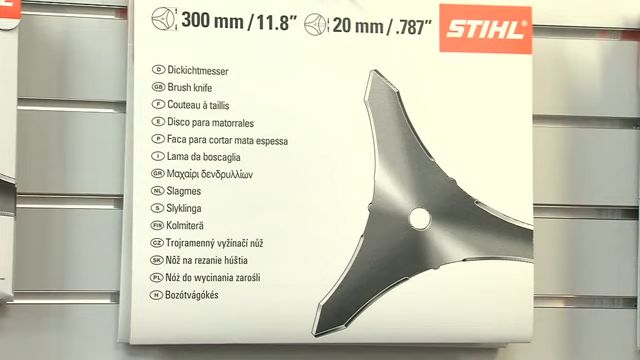 300 mm / 11.8″ 20 mm / .787″ STIHL
D Dickichtmesser
GB Brush knife
F Couteau à taillis
E Disco para matorrales
P Faca para cortar mata espessa
I Lama da boscaglia
GR Μαχαίρι δενδρυλλίων
NL Slagmes
S Slyklinga
FIN Kolmiterä
CZ Trojramenný vyžínačí nůž
SK Nôž na rezanie húštia
PL Nóż do wycinania zarośli
H Bozótvágókés